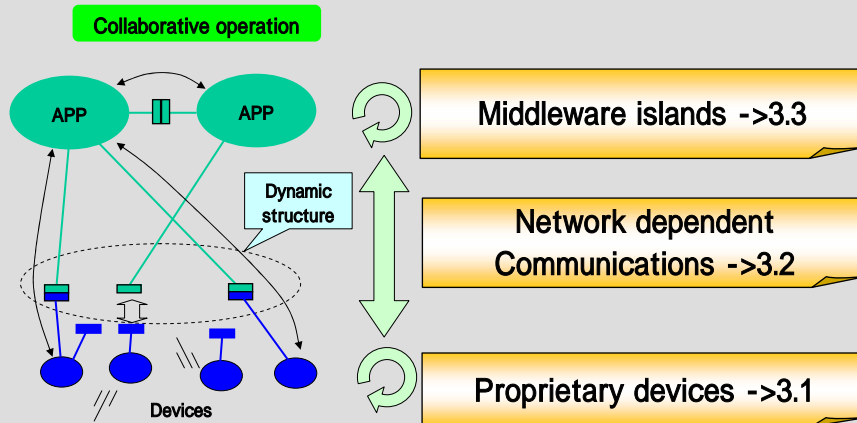 Collaborative operation
APP
APP
Middleware islands ->3.3
Dynamic
structure
Network dependent
Communications ->3.2
Proprietary devices ->3.1
Devices